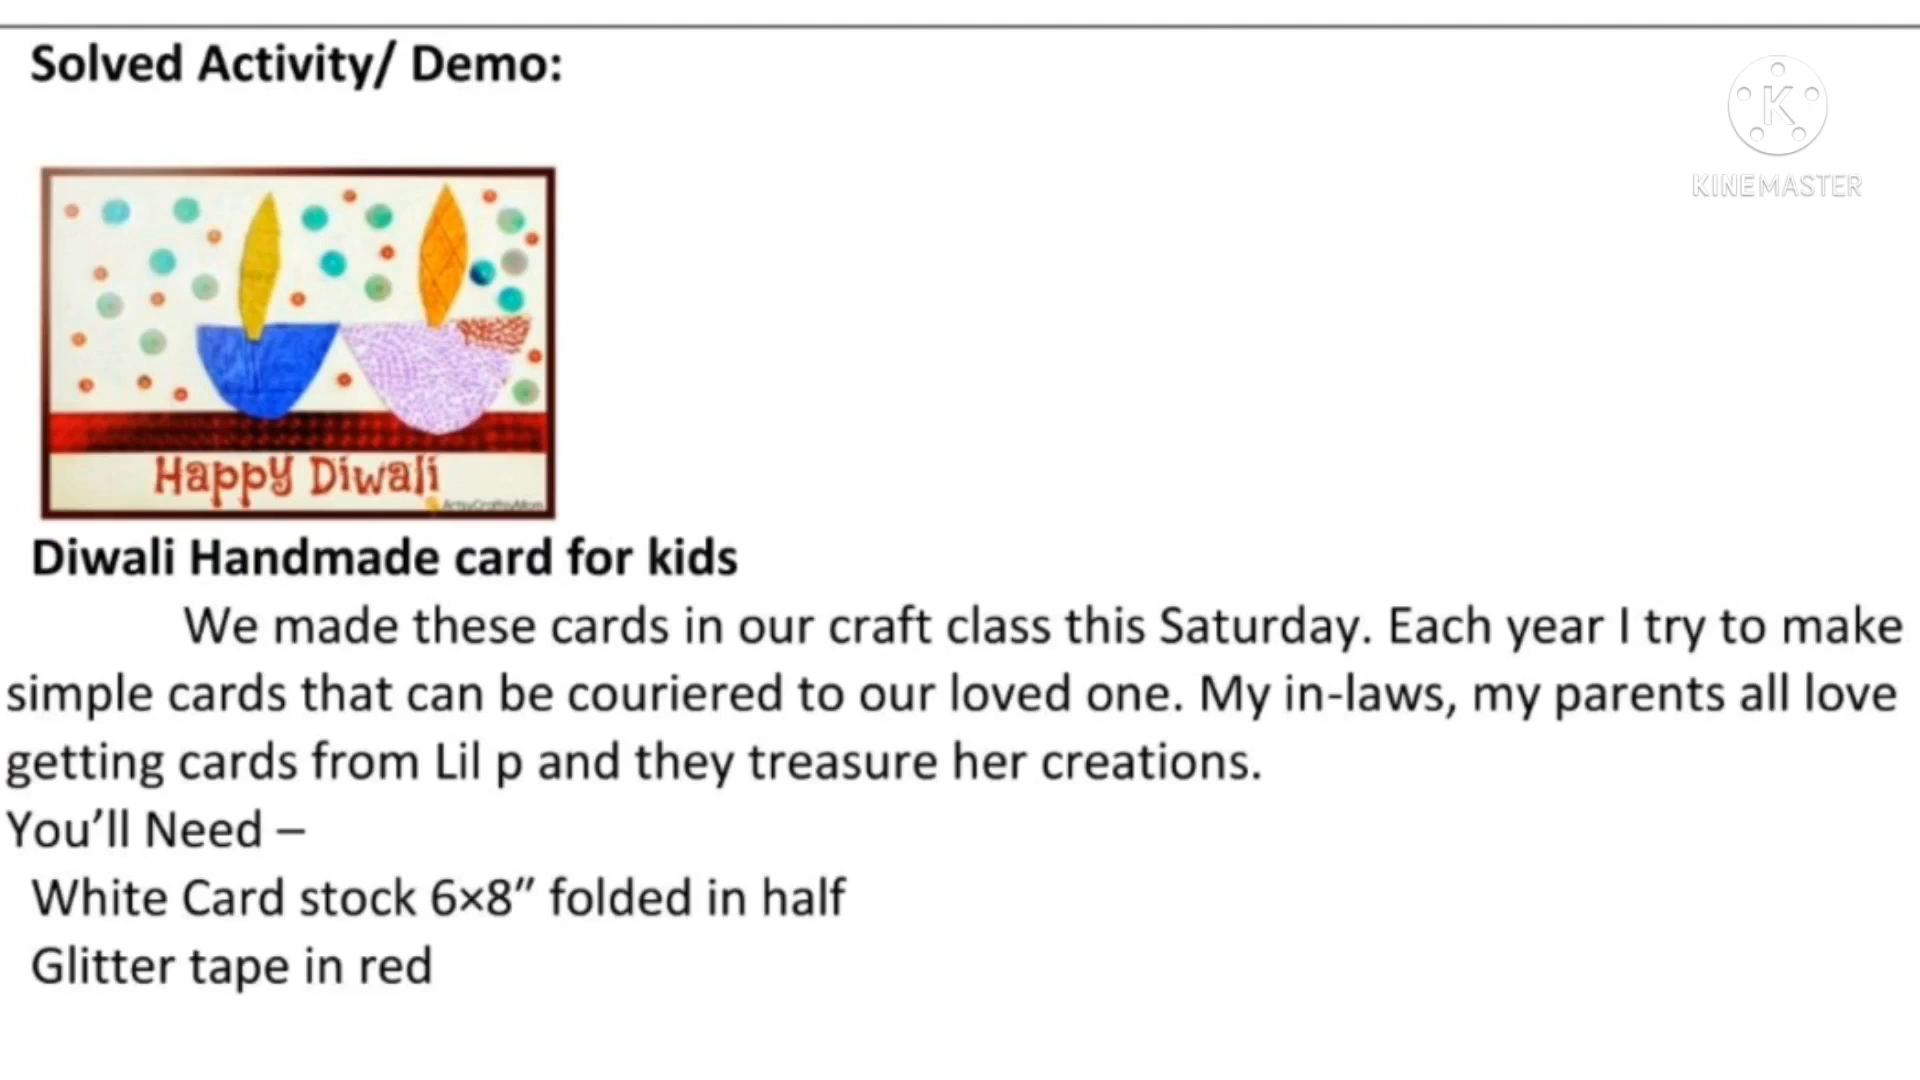 Solved Activity/ Demo:
K
KINEMASTER
Happy Diwali
ArtsyCraftsyMom
Diwali Handmade card for kids
We made these cards in our craft class this Saturday. Each year I try to make
simple cards that can be couriered to our loved one. My in-laws, my parents all love
getting cards from Lil p and they treasure her creations.
You’ll Need –
White Card stock 6×8″ folded in half
Glitter tape in red